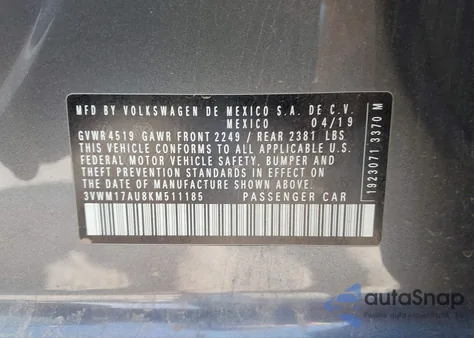 MFD. BY VOLKSWAGEN DE MEXICO S.A. DE C.V.
MEXICO 04/19
GVWR4519 GAWR FRONT 2249 / REAR 2381 LBS
THIS VEHICLE CONFORMS TO ALL APPLICABLE U.S.
FEDERAL MOTOR VEHICLE SAFETY, BUMPER AND
THEFT PREVENTION STANDARDS IN EFFECT ON
THE DATE OF MANUFACTURE SHOWN ABOVE.
3VWM17AU8KM511185 PASSENGER CAR
1923071 3370 M
autoSnap